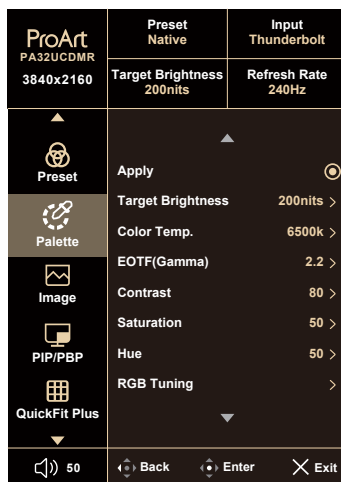 ProArt
PA32UCDMR
3840x2160
Preset
Native
Input
Thunderbolt
Target Brightness
200nits
Refresh Rate
240Hz
Preset
Palette
Image
PIP/PBP
QuickFit Plus
50
Apply
Target Brightness 200nits
Color Temp. 6500k
EOTF(Gamma) 2.2
Contrast 80
Saturation 50
Hue 50
RGB Tuning
Back Enter Exit